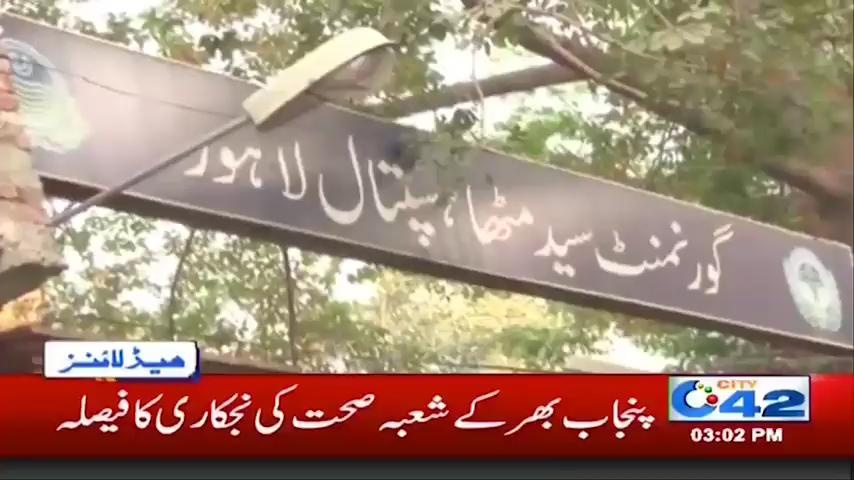 گورنمنٹ سید مٹھا ہسپتال لاہور
ہیڈلائنز
پنجاب بھر کے شعبہ صحت کی نجکاری کا فیصلہ
CITY
42
03:02 PM